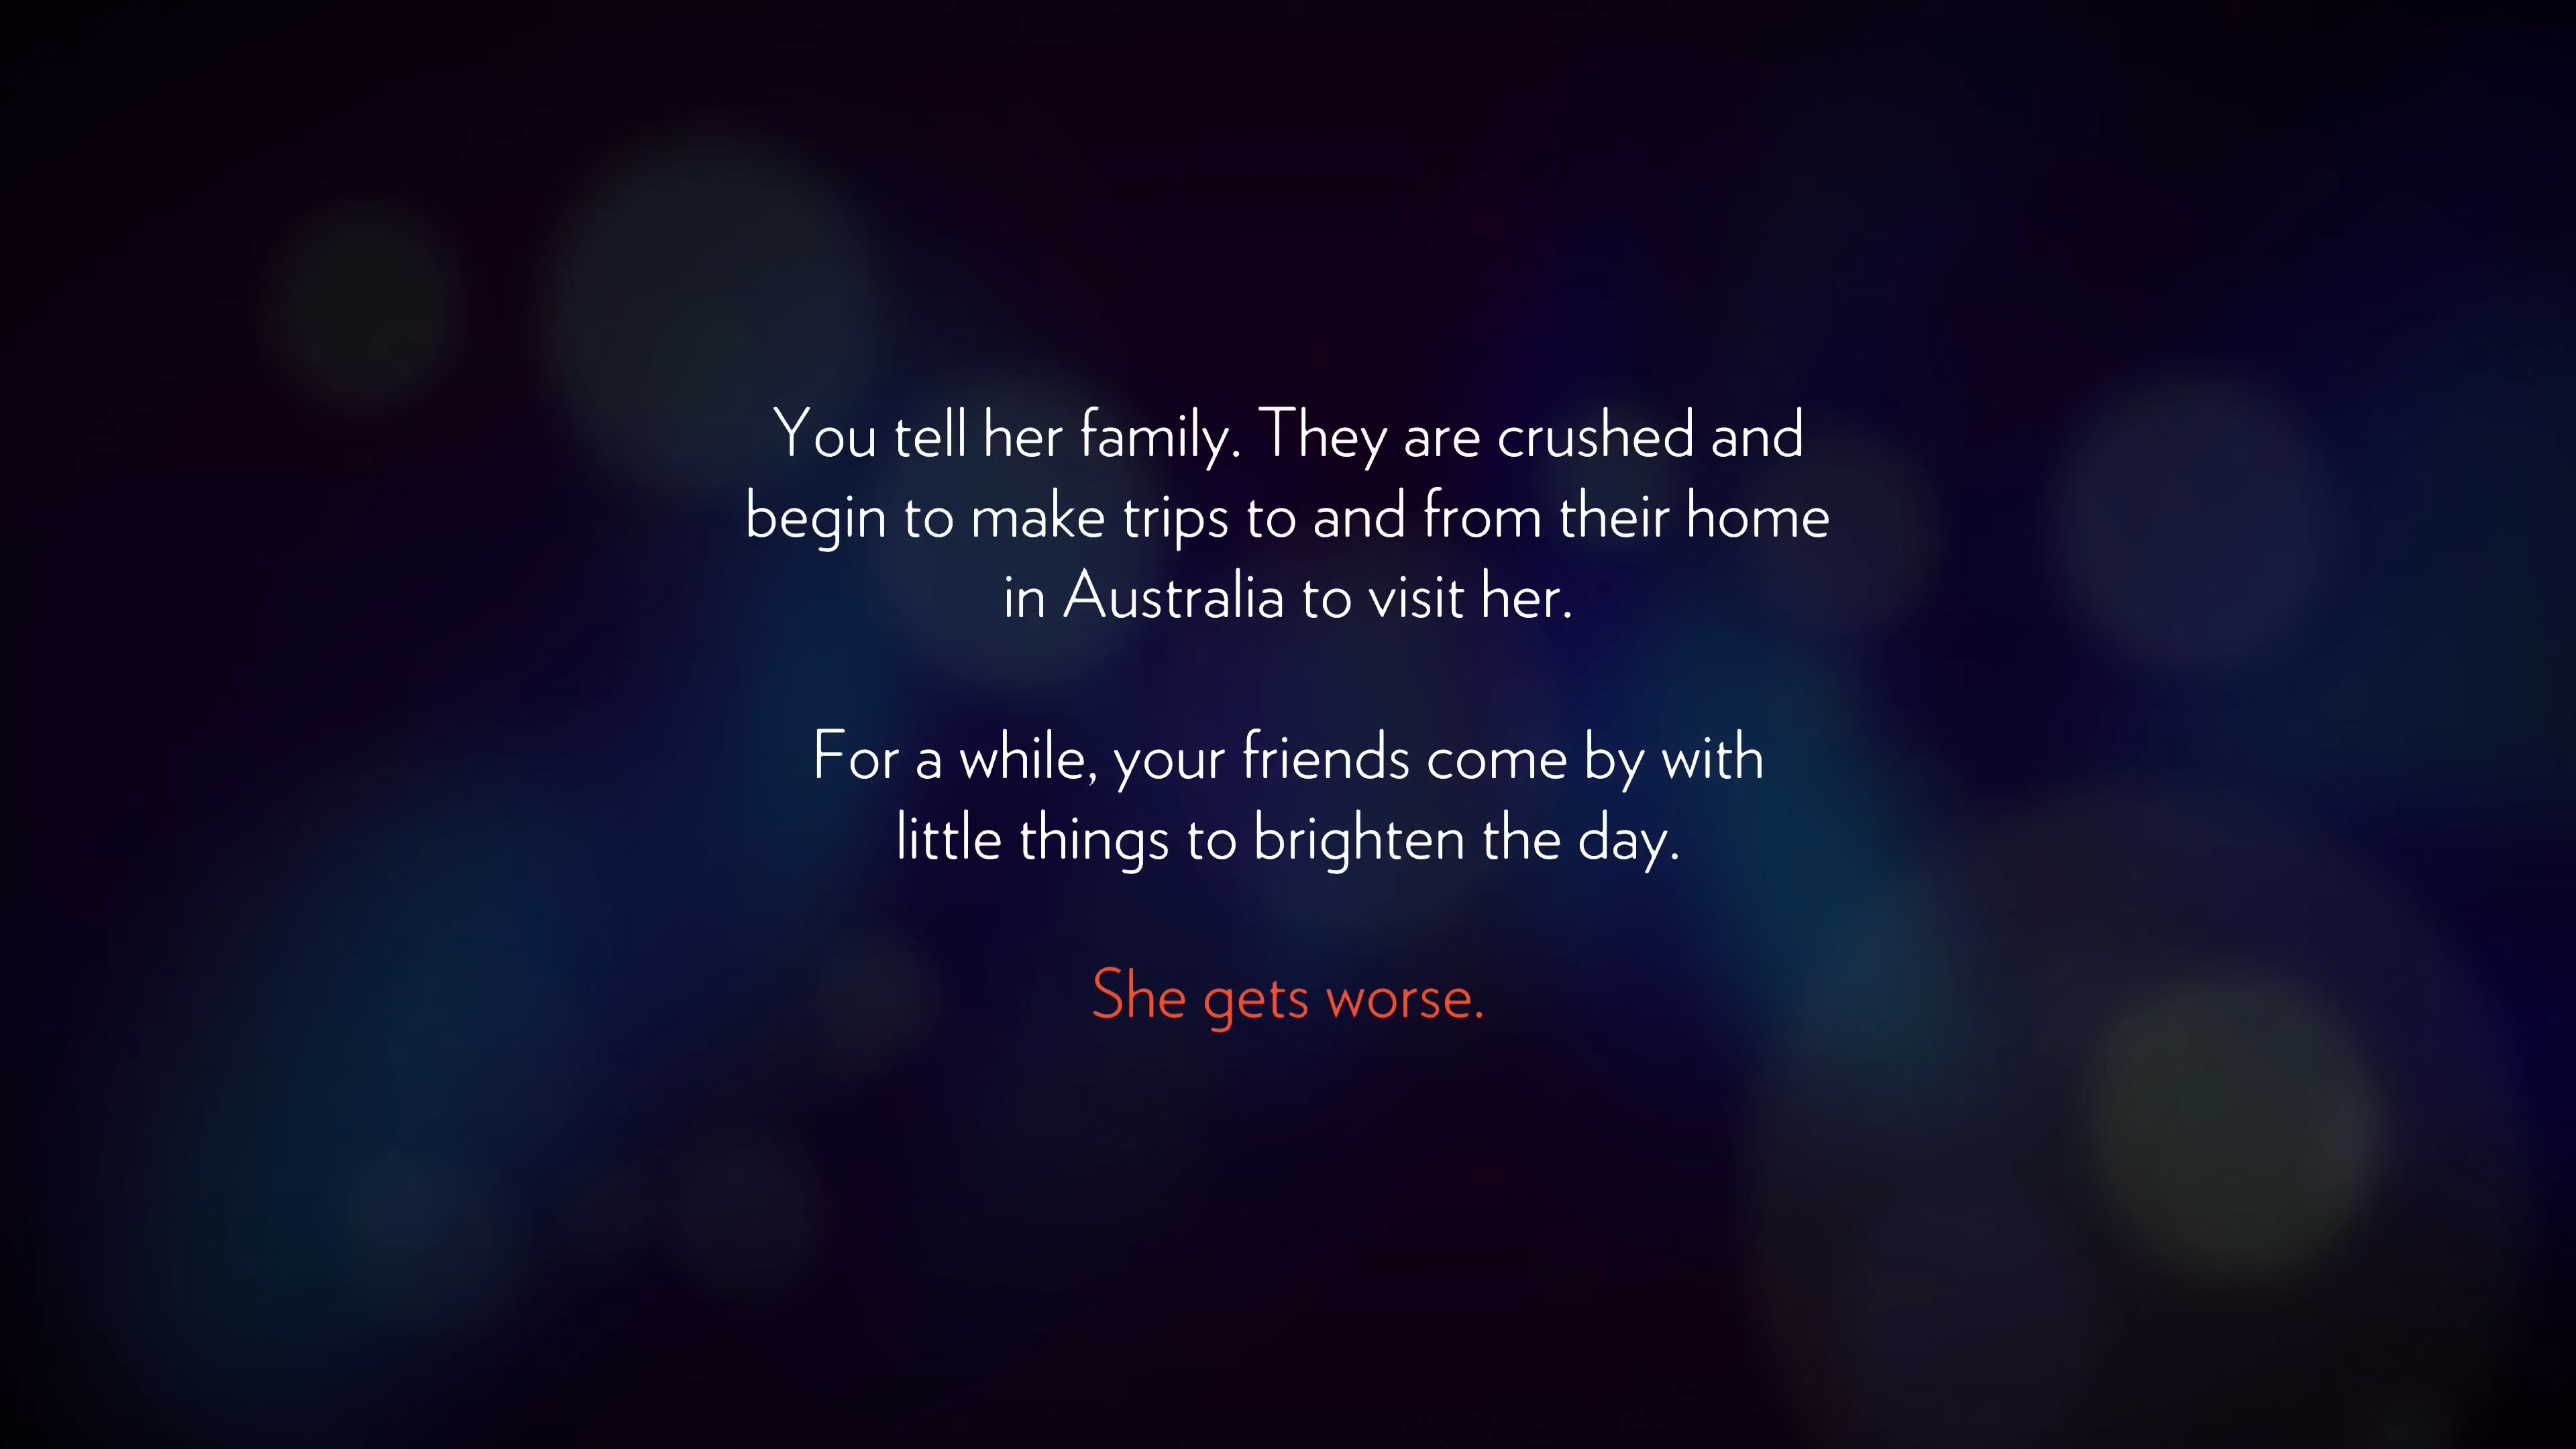 You tell her family. They are crushed and
begin to make trips to and from their home
in Australia to visit her.
For a while, your friends come by with
little things to brighten the day.
She gets worse.